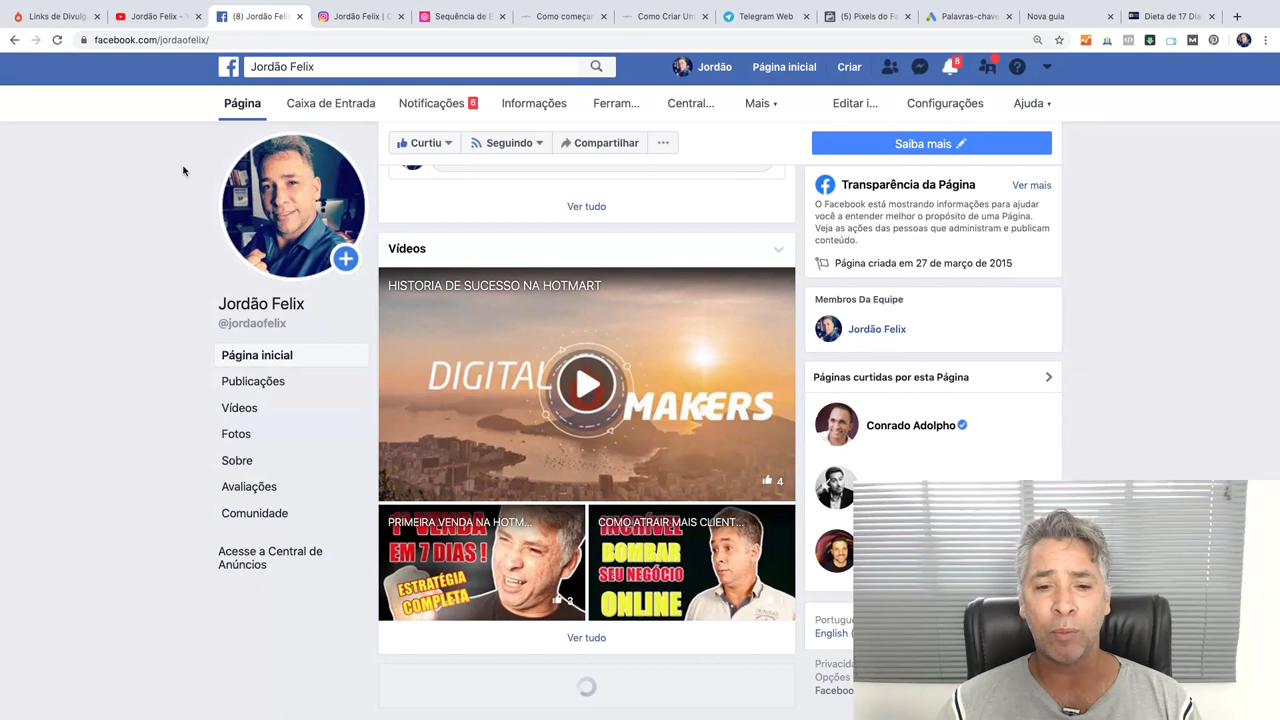 Links de Divulg
Jordão Felix - Y
(8) Jordão Felix
Jordão Felix | C
Sequência de E
Como começar
Como Criar Um
Telegram Web
(5) Pixels do Fa
Palavras-chave
Nova guia
Dieta de 17 Dia
facebook.com/jordaofelix/
Jordão Felix
Jordão
Página inicial
Criar
8
Página
Caixa de Entrada
Notificações 6
Informações
Ferram...
Central...
Mais
Editar i...
Configurações
Ajuda
Curtiu
Seguindo
Compartilhar
Saiba mais
Jordão Felix
@jordaofelix
Página inicial
Publicações
Vídeos
Fotos
Sobre
Avaliações
Comunidade
Acesse a Central de
Anúncios
Ver tudo
Vídeos
HISTORIA DE SUCESSO NA HOTMART
DIGITAL
MAKERS
4
PRIMEIRA VENDA NA HOTM...
EM 7 DIAS !
ESTRATÉGIA
COMPLETA
3
COMO ATRAIR MAIS CLIENT...
INCRÍVEL
BOMBAR
SEU NEGÓCIO
ONLINE
Ver tudo
Transparência da Página
Ver mais
O Facebook está mostrando informações para ajudar
você a entender melhor o propósito de uma Página.
Veja as ações das pessoas que administram e publicam
conteúdo.
Página criada em 27 de março de 2015
Membros Da Equipe
Jordão Felix
Páginas curtidas por esta Página
Conrado Adolpho
Portugu
English (
Privacida
Opções
Facebook